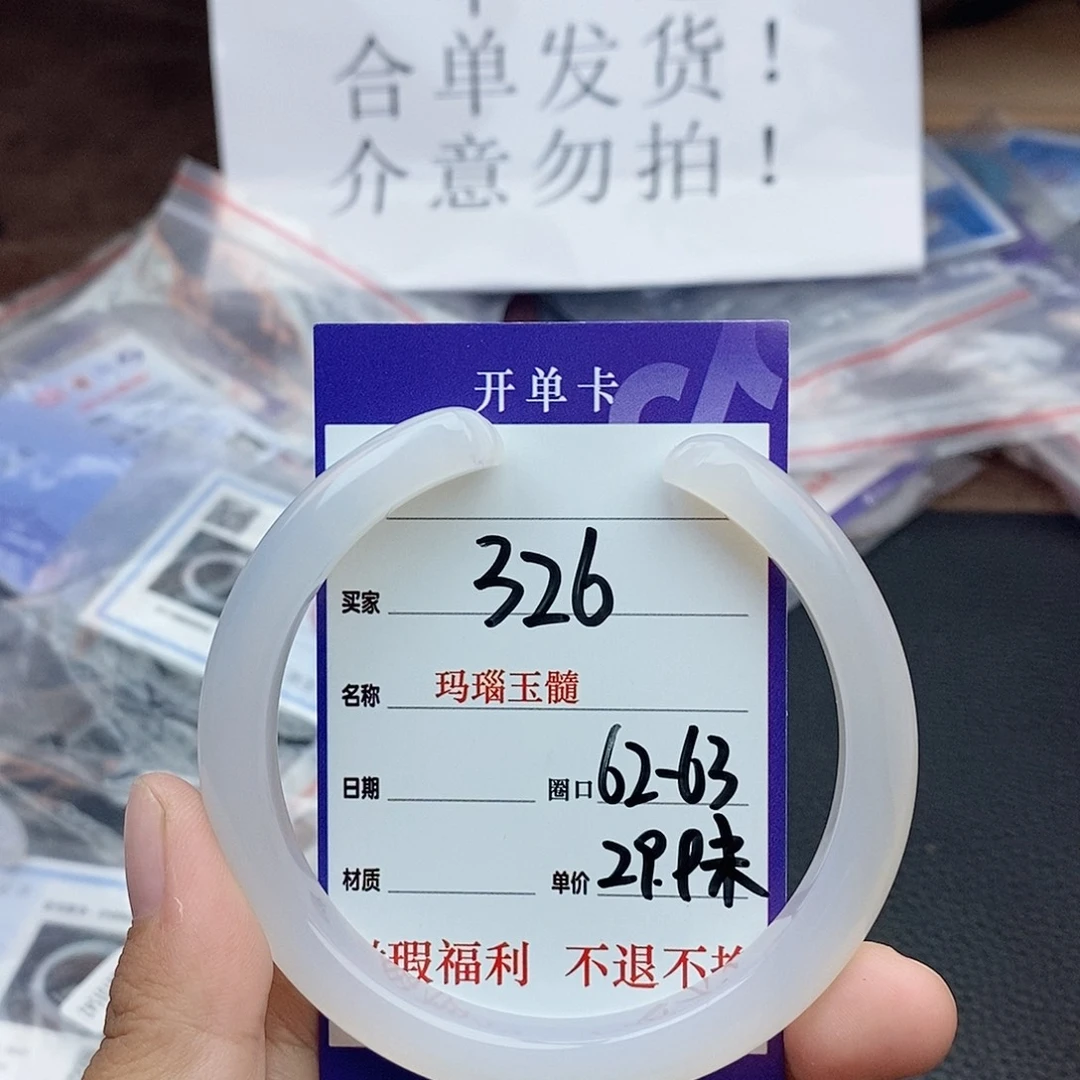 合单发货！
介意勿拍！
开单卡
买家 326
名称 玛瑙玉髓
日期 圈口 62-63
材质 单价 29.9未
瑕福利 不退不